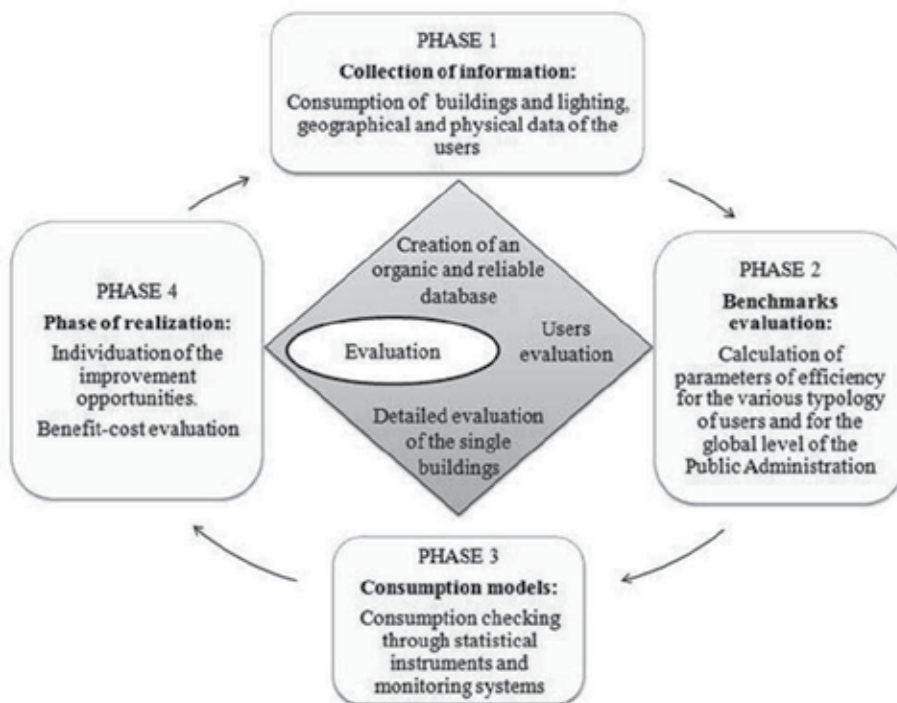 PHASE 1
Collection of information:
Consumption of buildings and lighting,
geographical and physical data of the
users
PHASE 2
Benchmarks
evaluation:
Calculation of
parameters of efficiency
for the various typology
of users and for the
global level of the
Public Administration
PHASE 3
Consumption models:
Consumption checking
through statistical
instruments and
monitoring systems
PHASE 4
Phase of realization:
Individuation of the
improvement
opportunities.
Benefit-cost evaluation
Creation of an
organic and reliable
database
Users
evaluation
Evaluation
Detailed evaluation
of the single
buildings